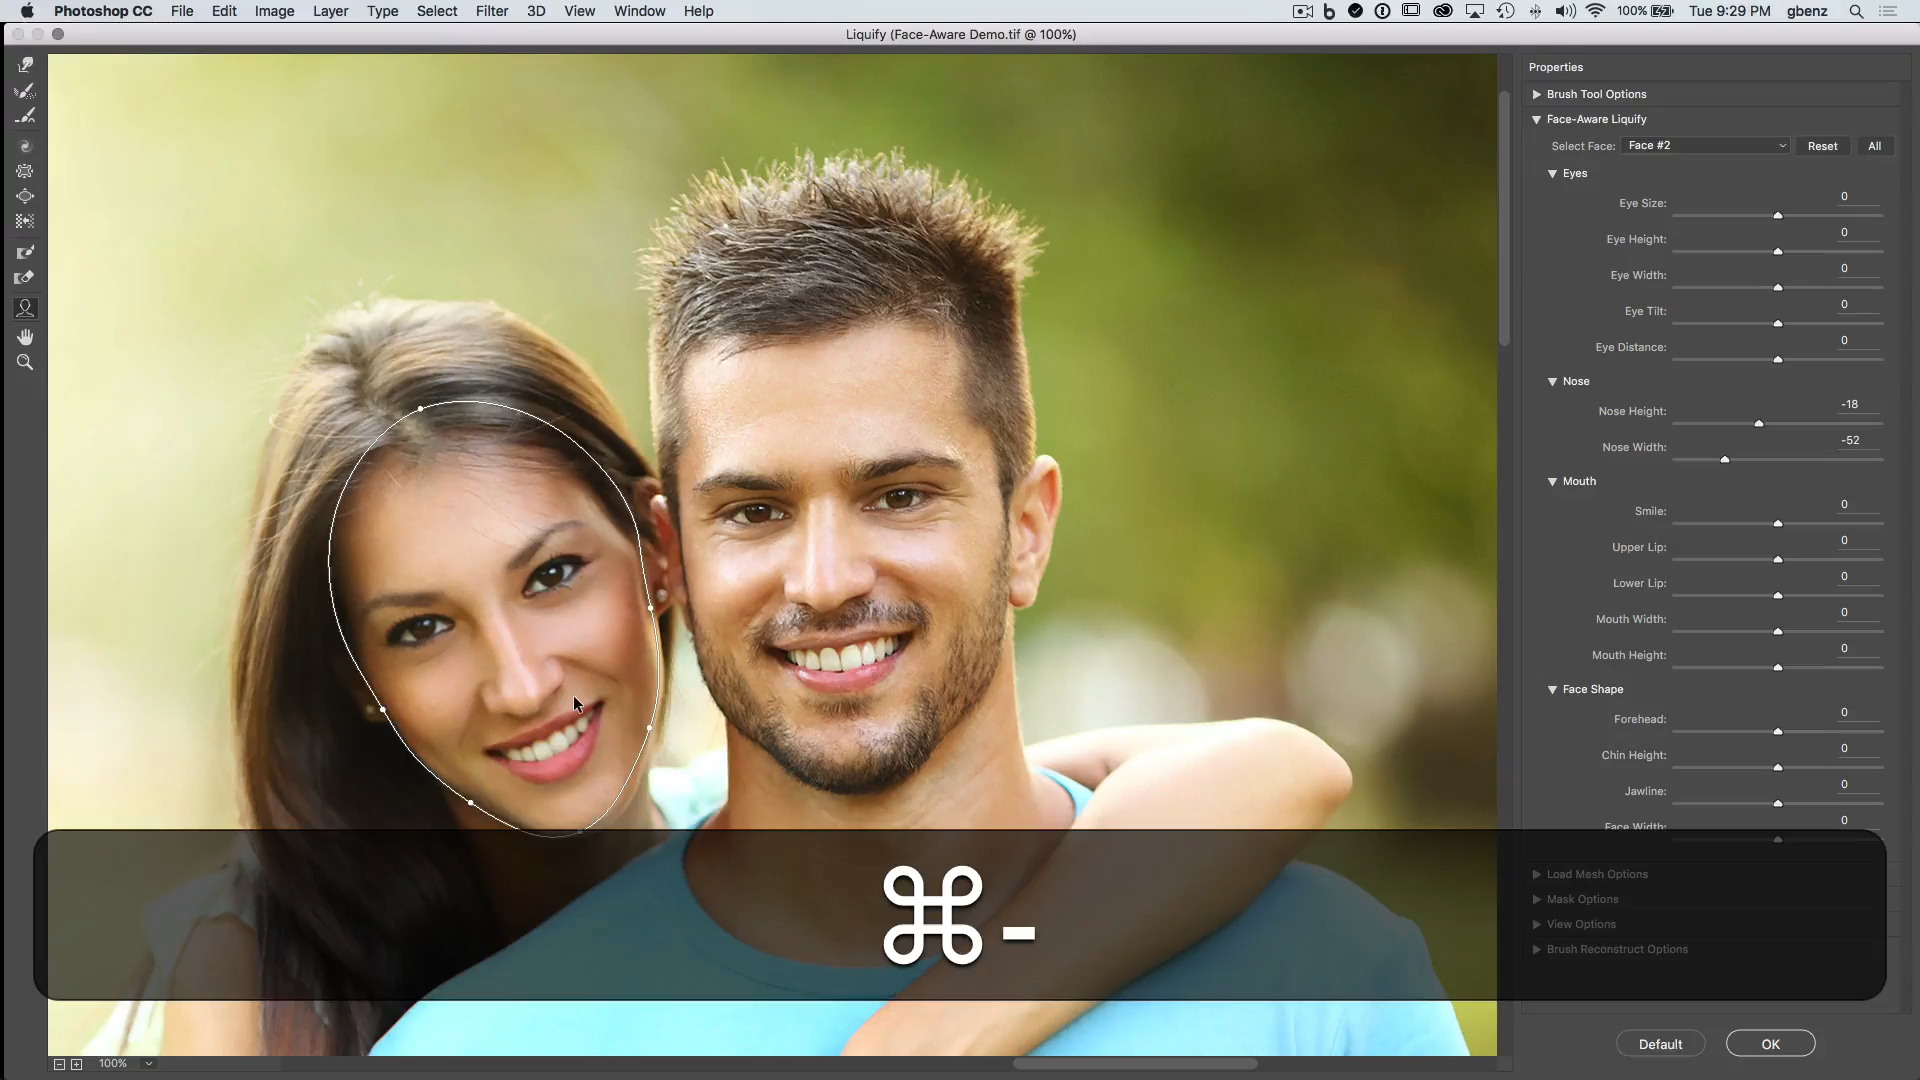 Photoshop CC File Edit Image Layer Type Select Filter 3D View Window Help 100% Tue 9:29 PM gbenz
Liquify (Face-Aware Demo.tif @ 100%)
Properties
Brush Tool Options
Face-Aware Liquify
Select Face: Face #2 Reset All
Eyes
Eye Size: 0
Eye Height: 0
Eye Width: 0
Eye Tilt: 0
Eye Distance: 0
Nose
Nose Height: -18
Nose Width: -52
Mouth
Smile: 0
Upper Lip: 0
Lower Lip: 0
Mouth Width: 0
Mouth Height: 0
Face Shape
Forehead: 0
Chin Height: 0
Jawline: 0
Face Width: 0
Load Mesh Options
Mask Options
View Options
Brush Reconstruct Options
⌘ -
Default OK
100%